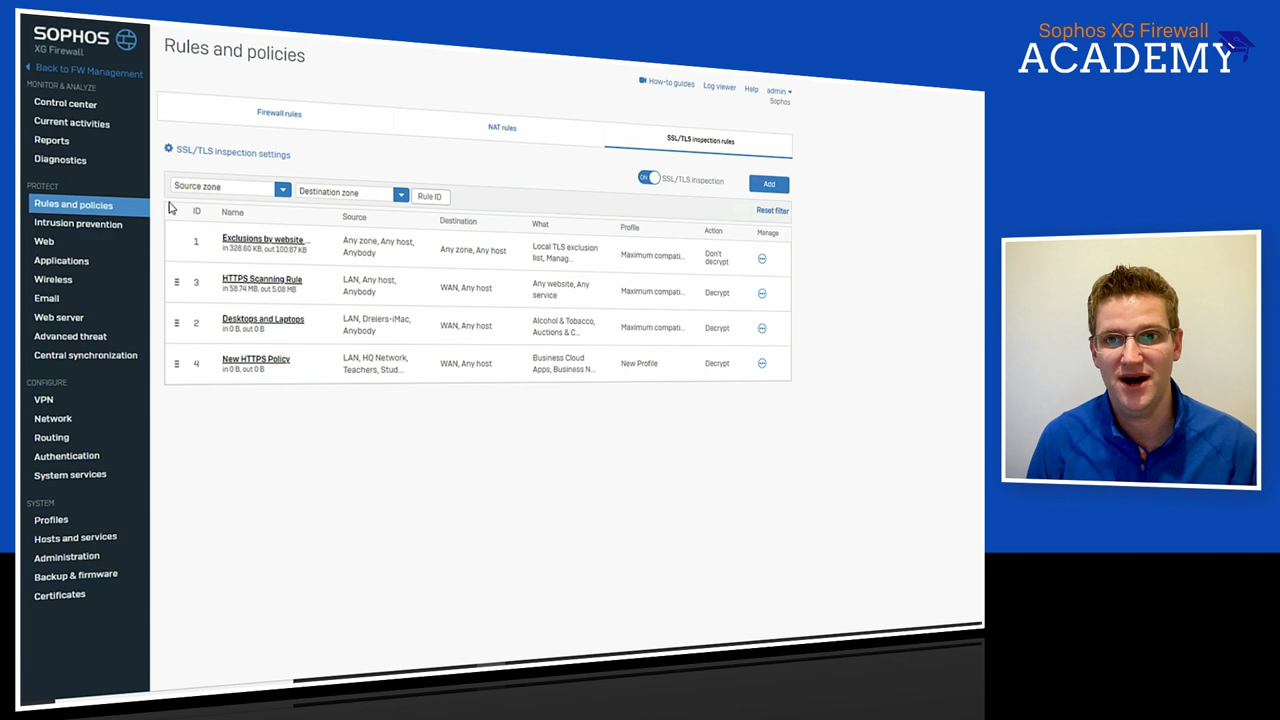 SOPHOS
XG Firewall
Back to FW Management
MONITOR & ANALYZE
Control center
Current activities
Reports
Diagnostics
PROTECT
Rules and policies
Intrusion prevention
Web
Applications
Wireless
Email
Web server
Advanced threat
Central synchronization
CONFIGURE
VPN
Network
Routing
Authentication
System services
SYSTEM
Profiles
Hosts and services
Administration
Backup & firmware
Certificates
Rules and policies
How-to guides Log viewer Help admin
Sophos
Firewall rules NAT rules SSL/TLS inspection rules
SSL/TLS inspection settings
ON SSL/TLS inspection Add
Source zone Destination zone Rule ID
Reset filter
ID Name Source Destination What Profile Action Manage
1 Exclusions by website ... Any zone, Any host, Any zone, Any host Local TLS exclusion Maximum compati... Don't
in 328.60 KB, out 100.87 KB Anybody list, Manag... decrypt
3 HTTPS Scanning Rule LAN, Any host, WAN, Any host Any website, Any Maximum compati... Decrypt
in 58.74 MB, out 5.08 MB Anybody service
2 Desktops and Laptops LAN, Dreiers-iMac, WAN, Any host Alcohol & Tobacco, Maximum compati... Decrypt
in 0 B, out 0 B Anybody Auctions & C...
4 New HTTPS Policy LAN, HQ Network, WAN, Any host Business Cloud New Profile Decrypt
in 0 B, out 0 B Teachers, Stud... Apps, Business N...
Sophos XG Firewall
ACADEMY